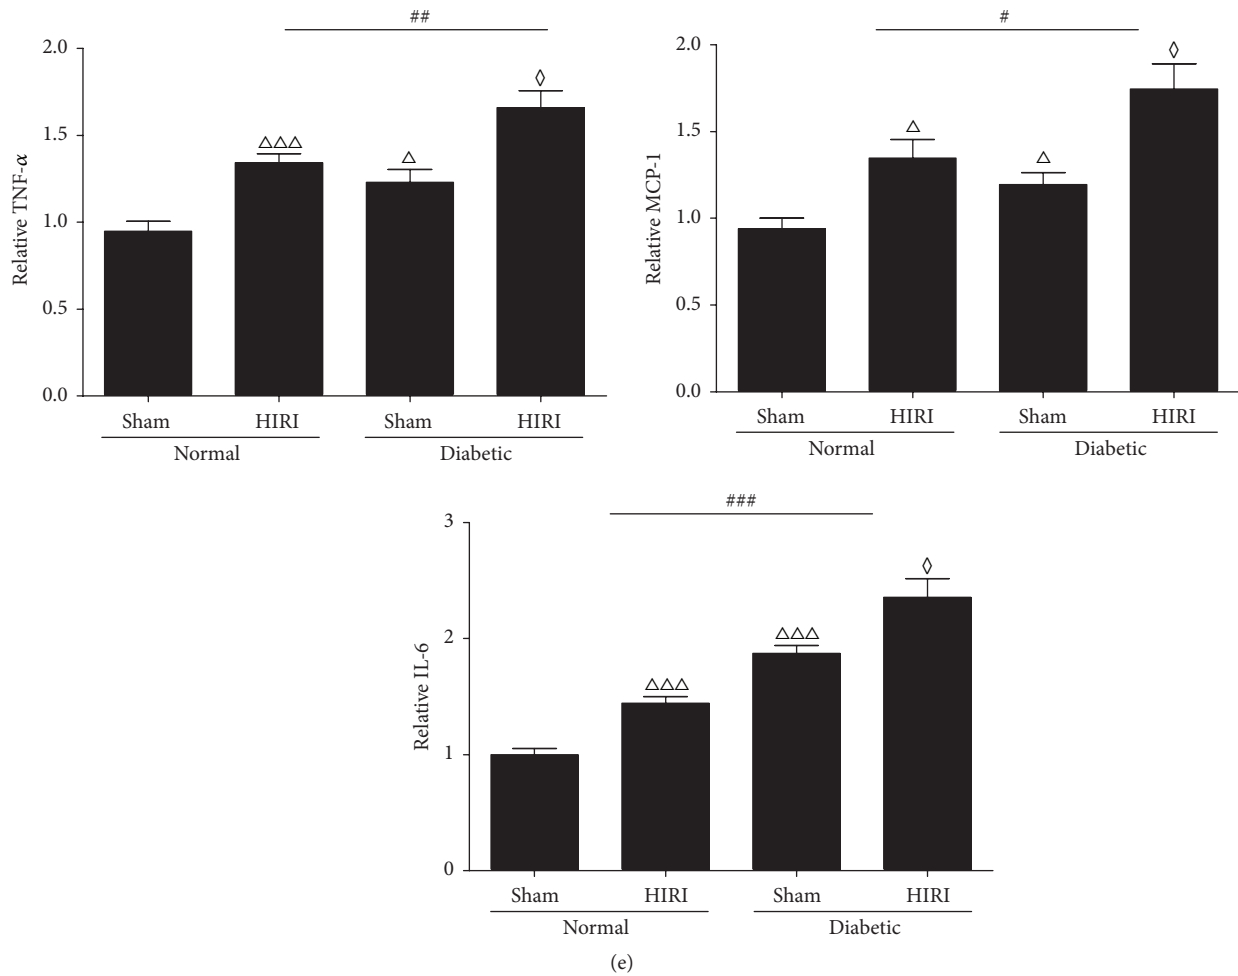 ##
2.0
1.5
1.0
0.5
0.0
Relative TNF-α
△△△
△
◊
Sham HIRI Sham HIRI
Normal Diabetic
#
2.0
1.5
1.0
0.5
0.0
Relative MCP-1
△
△
◊
Sham HIRI Sham HIRI
Normal Diabetic
###
3
2
1
0
Relative IL-6
△△△
△△△
◊
Sham HIRI Sham HIRI
Normal Diabetic
(e)